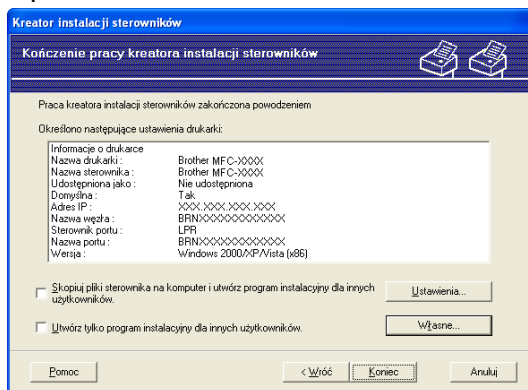 Kreator instalacji sterowników
Kończenie pracy kreatora instalacji sterowników
Praca kreatora instalacji sterowników zakończona powodzeniem
Określono następujące ustawienia drukarki:
Informacje o drukarce
Nazwa drukarki : Brother MFC-XXXX
Nazwa sterownika : Brother MFC-XXXX
Udostępniona jako : Nie udostępniona
Domyślna : Tak
Adres IP : XXX.XXX.XXX.XXX
Nazwa węzła : BRNXXXXXXXXXXXX
Sterownik portu : LPR
Nazwa portu : BRNXXXXXXXXXXXX
Wersja : Windows 2000/XP/Vista (x86)
Skopiuj pliki sterownika na komputer i utwórz program instalacyjny dla innych
użytkowników.
Ustawienia...
Utwórz tylko program instalacyjny dla innych użytkowników.
Własne...
Pomoc
< Wróć
Koniec
Anuluj